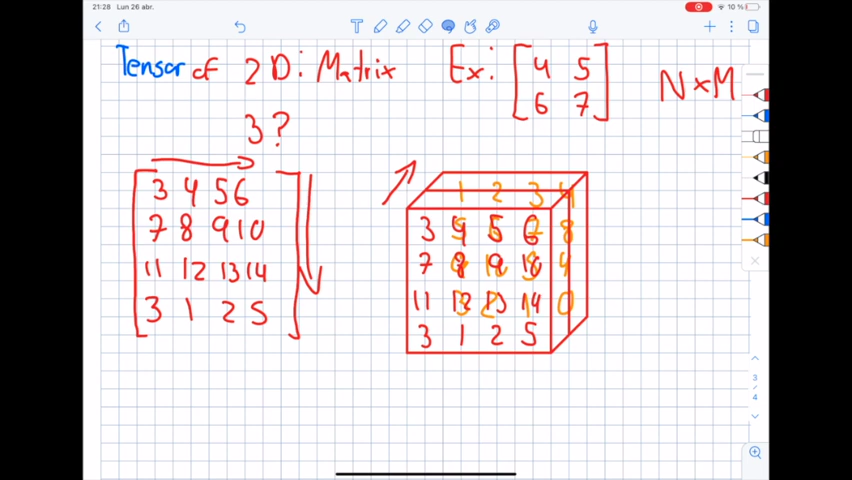 21:28 Lun 26 abr.
10 %
Tensor of 2D: Matrix Ex: [4 5
6 7] N×M
3?
3 4 5 6
7 8 9 10
11 12 13 14
3 1 2 5
1 2 3 4
3 4 5 6 8
7 8 9 10 4
11 12 13 14 0
3 1 2 5
3
4